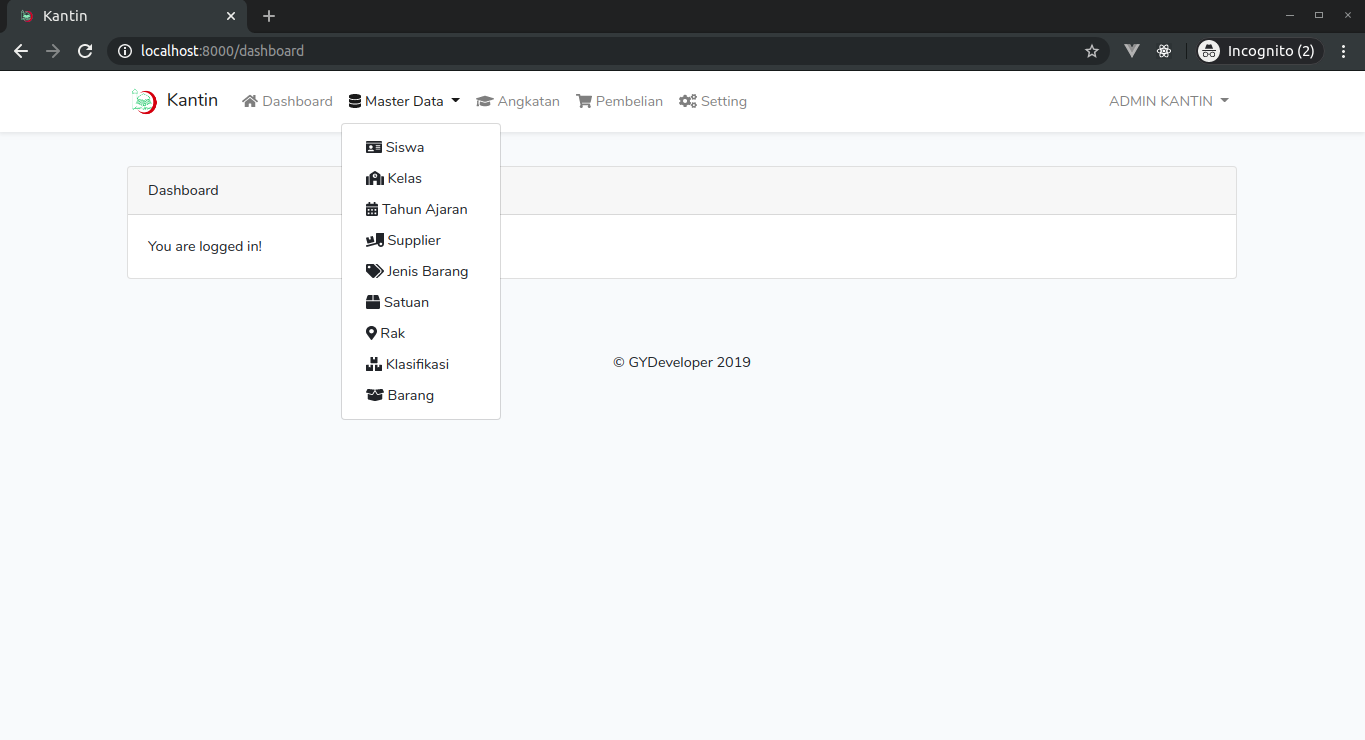 Kantin
localhost:8000/dashboard
Incognito (2)
Kantin Dashboard Master Data Angkatan Pembelian Setting ADMIN KANTIN
Siswa
Kelas
Tahun Ajaran
Supplier
Jenis Barang
Satuan
Rak
Klasifikasi
Barang
Dashboard
You are logged in!
© GYDeveloper 2019